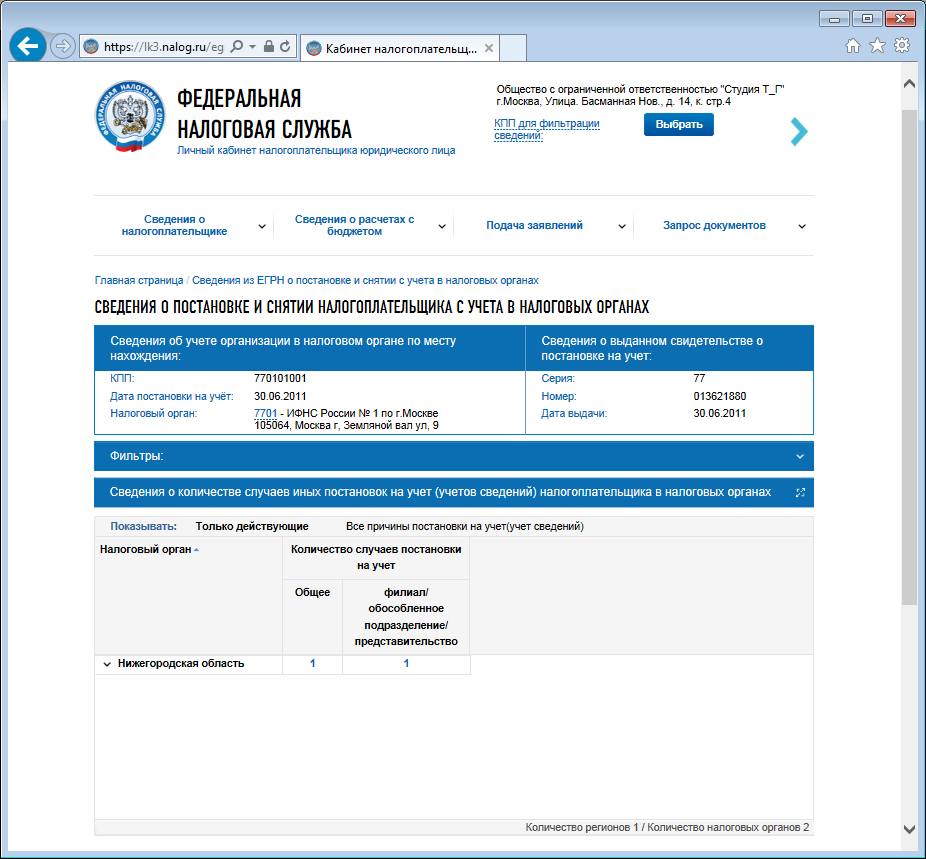 https://lk3.nalog.ru/eg
Кабинет налогоплательщ...
ФЕДЕРАЛЬНАЯ НАЛОГОВАЯ СЛУЖБА
ФЕДЕРАЛЬНАЯ
НАЛОГОВАЯ СЛУЖБА
Личный кабинет налогоплательщика юридического лица
Общество с ограниченной ответственностью "Студия Т_Г"
г.Москва, Улица. Басманная Нов., д. 14, к. стр.4
КПП для фильтрации
сведений:
Выбрать
Сведения о
налогоплательщике
Сведения о расчетах с
бюджетом
Подача заявлений
Запрос документов
Главная страница / Сведения из ЕГРН о постановке и снятии с учета в налоговых органах
СВЕДЕНИЯ О ПОСТАНОВКЕ И СНЯТИИ НАЛОГОПЛАТЕЛЬЩИКА С УЧЕТА В НАЛОГОВЫХ ОРГАНАХ
Сведения об учете организации в налоговом органе по месту
нахождения:
КПП: 770101001
Дата постановки на учёт: 30.06.2011
Налоговый орган: 7701 - ИФНС России № 1 по г.Москве
105064, Москва г, Земляной вал ул, 9
Сведения о выданном свидетельстве о
постановке на учет:
Серия: 77
Номер: 013621880
Дата выдачи: 30.06.2011
Фильтры:
Сведения о количестве случаев иных постановок на учет (учетов сведений) налогоплательщика в налоговых органах
Показывать: Только действующие Все причины постановки на учет(учет сведений)
Налоговый орган
Количество случаев постановки
на учет
Общее
филиал/
обособленное
подразделение/
представительство
Нижегородская область 1 1
Количество регионов 1 / Количество налоговых органов 2